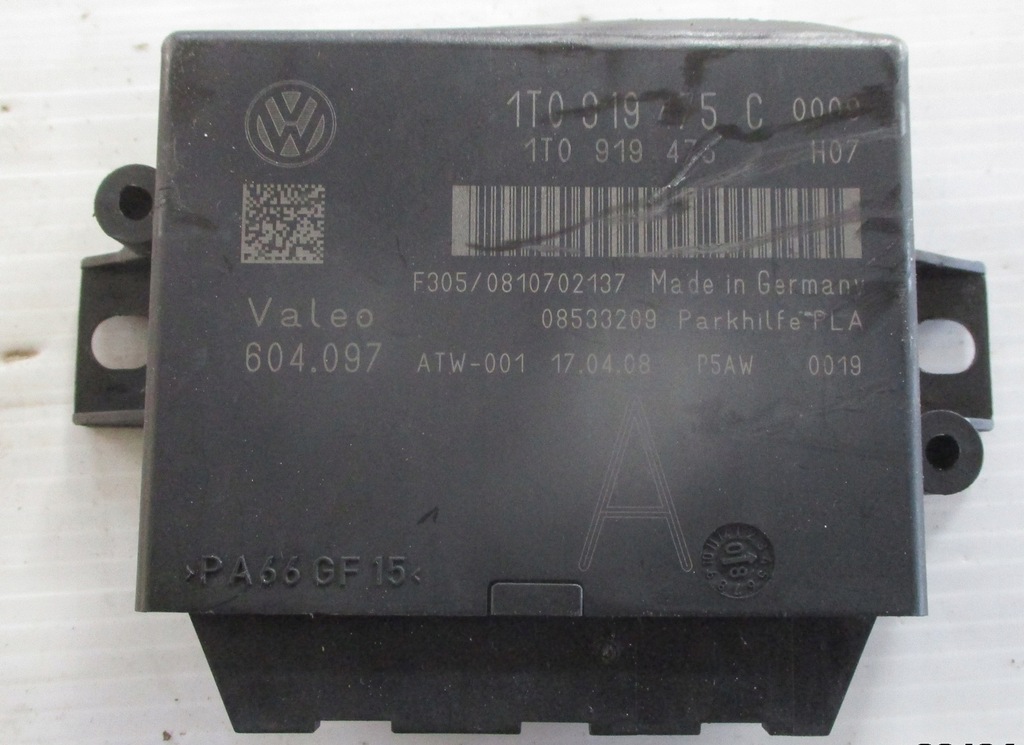 1T0 919 475 C 0009
1T0 919 475 H07
F305/0810702137 Made in Germany
Valeo 08533209 Parkhilfe PLA
604.097 ATW-001 17.04.08 P5AW 0019
A
>PA66 GF15<